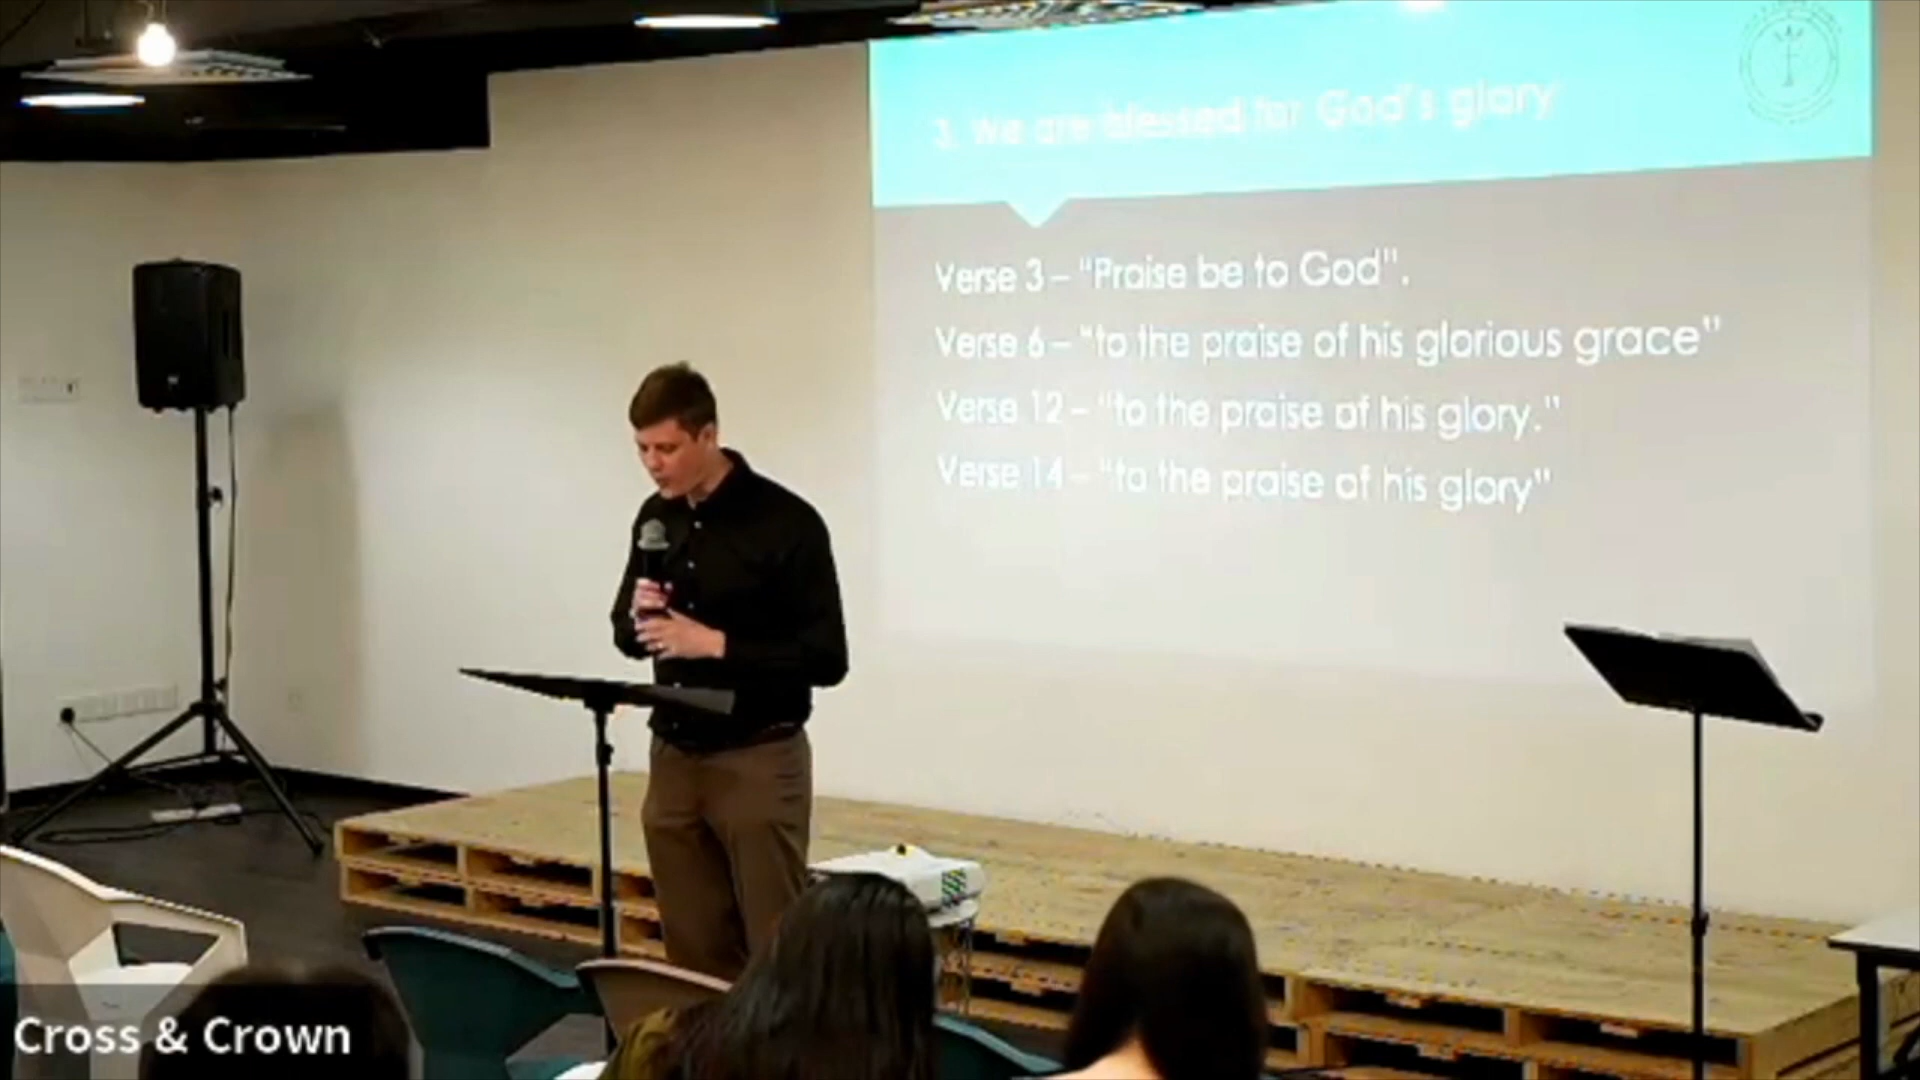 3. We are blessed for God's glory
Verse 3 – "Praise be to God".
Verse 6 – "to the praise of his glorious grace"
Verse 12 – "to the praise of his glory."
Verse 14 – "to the praise of his glory"
Cross & Crown